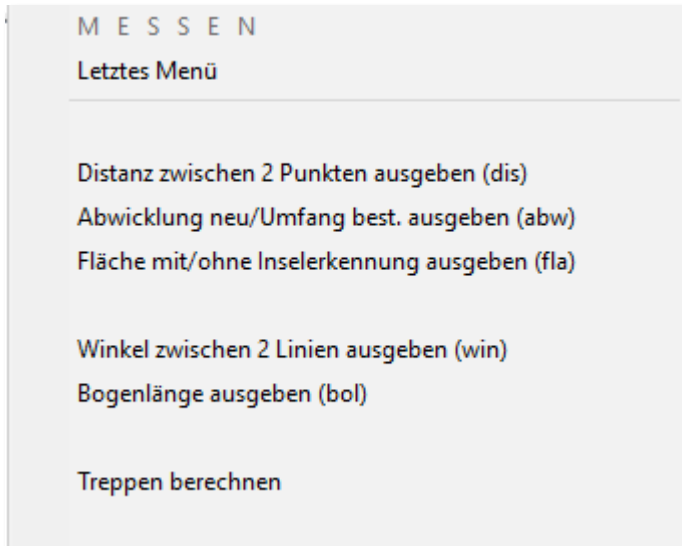 M E S S E N
Letztes Menü
Distanz zwischen 2 Punkten ausgeben (dis)
Abwicklung neu/Umfang best. ausgeben (abw)
Fläche mit/ohne Inselerkennung ausgeben (fla)
Winkel zwischen 2 Linien ausgeben (win)
Bogenlänge ausgeben (bol)
Treppen berechnen